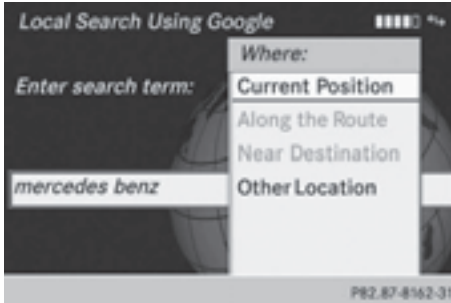 Local Search Using Google
Where:
Enter search term:
Current Position
Along the Route
Near Destination
mercedes benz
Other Location
P82.87-8162-31